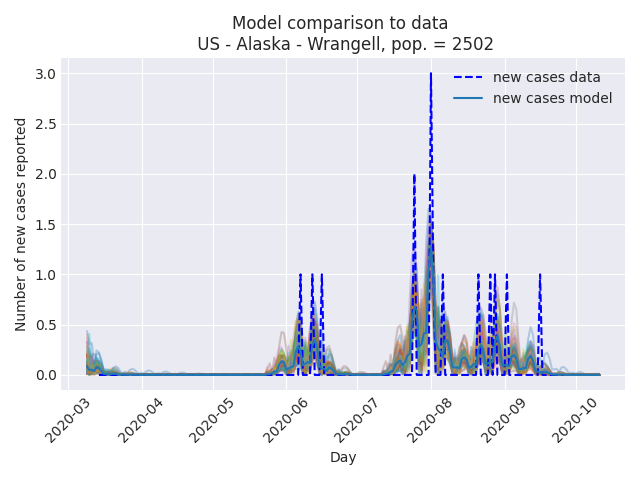 Model comparison to data
US - Alaska - Wrangell, pop. = 2502
new cases data
new cases model
Number of new cases reported
3.0
2.5
2.0
1.5
1.0
0.5
0.0
2020-03
2020-04
2020-05
2020-06
2020-07
2020-08
2020-09
2020-10
Day